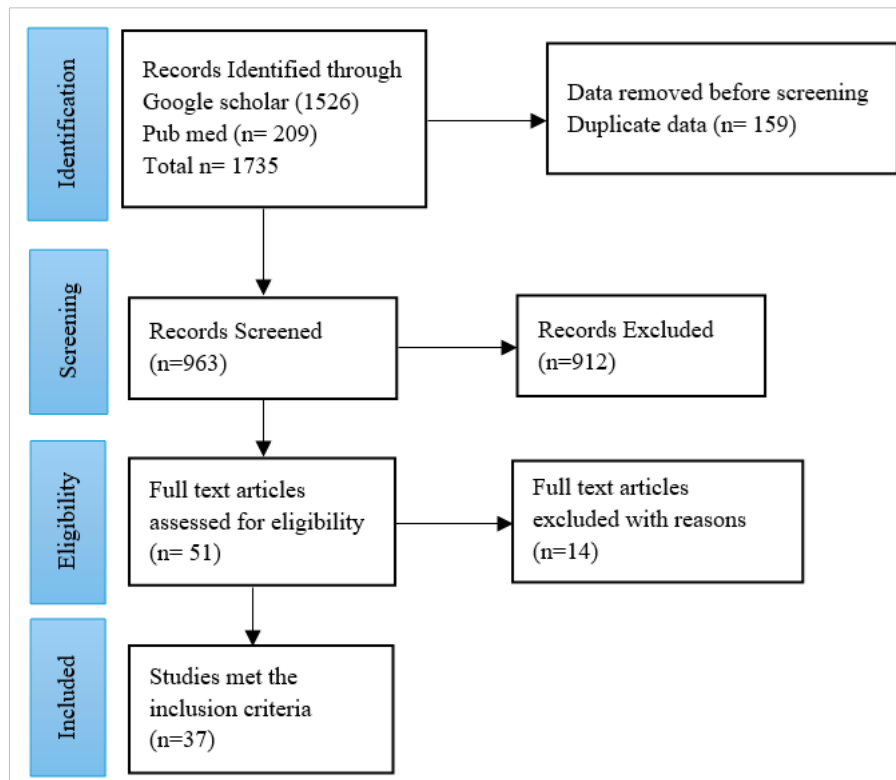 Identification
Records Identified through
Google scholar (1526)
Pub med (n= 209)
Total n= 1735
Data removed before screening
Duplicate data (n= 159)
Screening
Records Screened
(n=963)
Records Excluded
(n=912)
Eligibility
Full text articles
assessed for eligibility
(n= 51)
Full text articles
excluded with reasons
(n=14)
Included
Studies met the
inclusion criteria
(n=37)